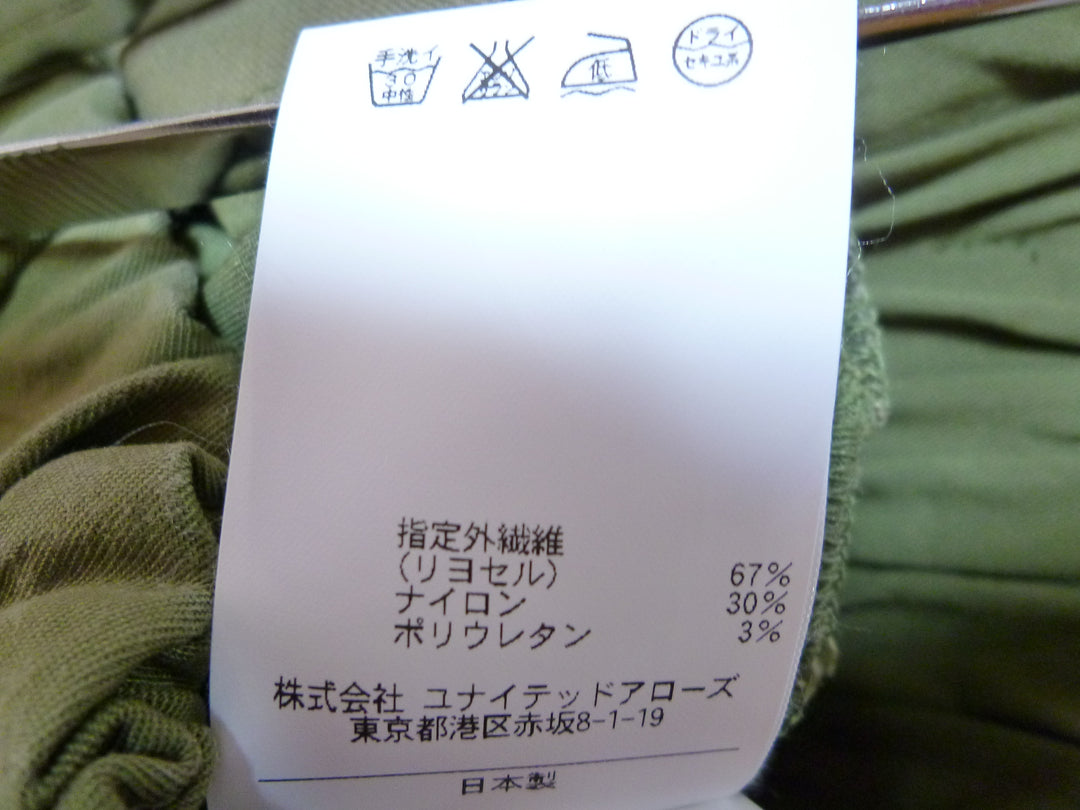 手洗イ
30
中性
低
ドライ
セキユ系
指定外繊維
(リヨセル) 67%
ナイロン 30%
ポリウレタン 3%
株式会社 ユナイテッドアローズ
東京都港区赤坂8-1-19
日本製